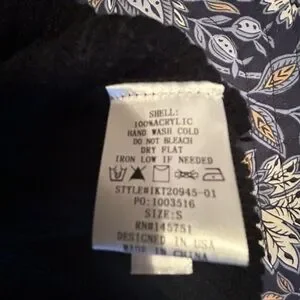 SHELL:
100%ACRYLIC
HAND WASH COLD
DO NOT BLEACH
DRY FLAT
IRON LOW IF NEEDED
STYLE#IKT20945-01
PO:1003516
SIZE:S
RN#145751
DESIGNED IN USA
MADE IN CHINA